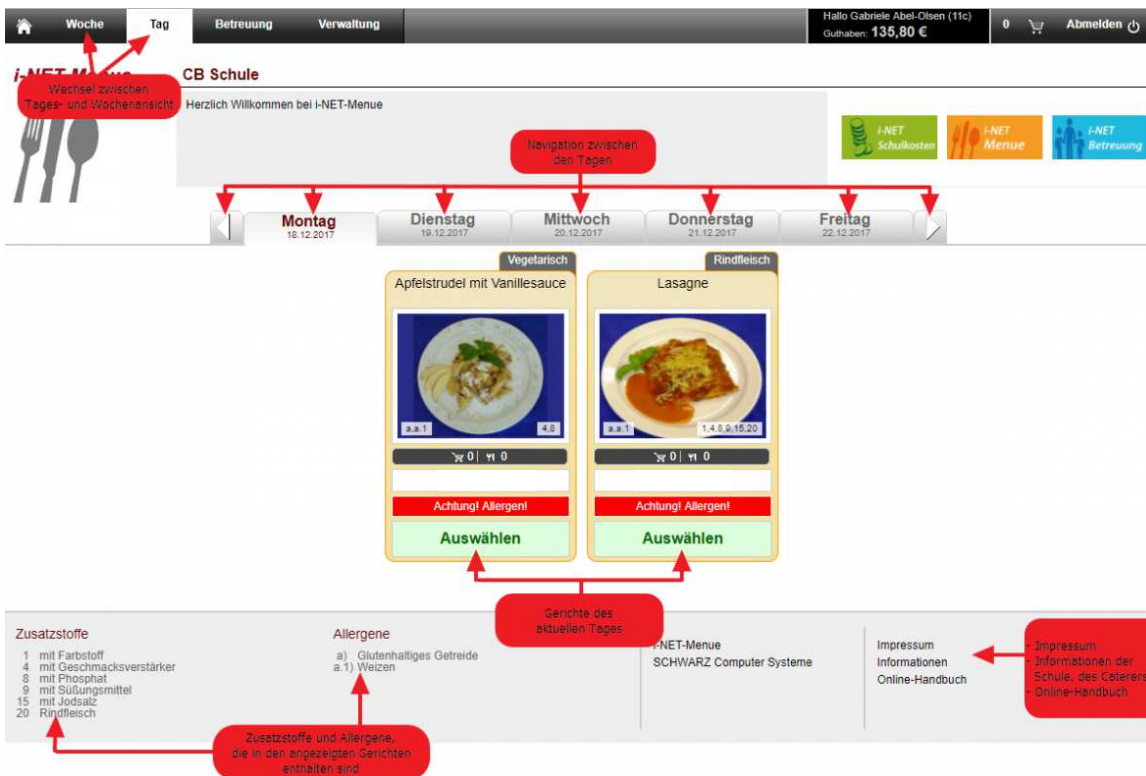 Woche Tag Betreuung Verwaltung
Hallo Gabriele Abel-Olsen (11c)
Guthaben: 135,80 €
0 Abmelden
i-NET-Menue
CB Schule
Wechsel zwischen
Tages- und Wochenansicht
Herzlich Willkommen bei i-NET-Menue
i-NET
Schulkosten
i-NET
Menue
i-NET
Betreuung
Navigation zwischen
den Tagen
Montag
18.12.2017
Dienstag
19.12.2017
Mittwoch
20.12.2017
Donnerstag
21.12.2017
Freitag
22.12.2017
Vegetarisch
Apfelstrudel mit Vanillesauce
a,a.1 4,8
0 | 0
Achtung! Allergen!
Auswählen
Rindfleisch
Lasagne
a,a.1 1,4,8,9,15,20
0 | 0
Achtung! Allergen!
Auswählen
Gerichte des
aktuellen Tages
Zusatzstoffe
1 mit Farbstoff
4 mit Geschmacksverstärker
8 mit Phosphat
9 mit Süßungsmittel
15 mit Jodsalz
20 Rindfleisch
Allergene
a) Glutenhaltiges Getreide
a.1) Weizen
Zusatzstoffe und Allergene,
die in den angezeigten Gerichten
enthalten sind
i-NET-Menue
SCHWARZ Computer Systeme
Impressum
Informationen
Online-Handbuch
- Impressum
- Informationen der
Schule, des Caterers
- Online-Handbuch